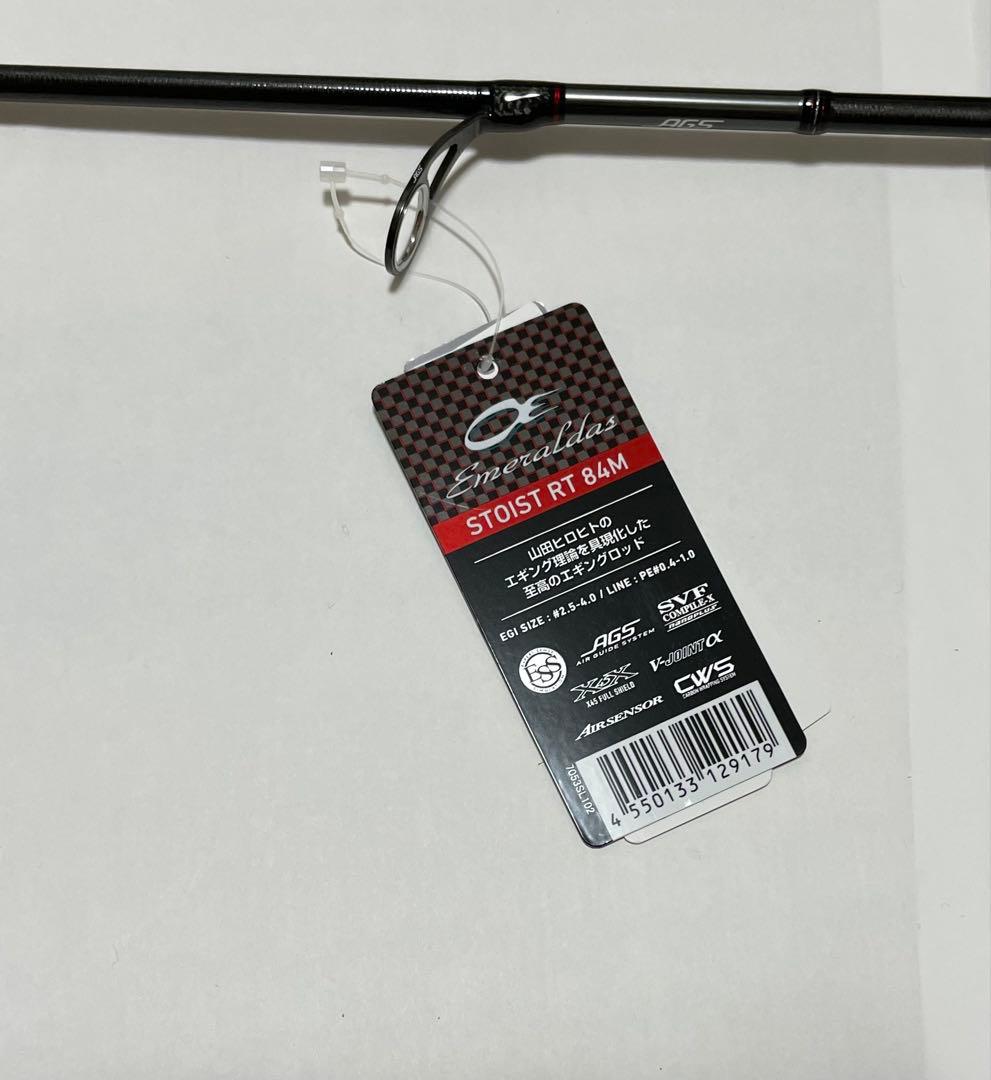 AGS
AGS
Emeraldas
STOIST RT 84M
山田ヒロヒトの
エギング理論を具現化した
至高のエギングロッド
EGI SIZE : #2.5-4.0 / LINE : PE#0.4-1.0
SVF
COMPILE-X
nanoplus
AGS
AIR GUIDE SYSTEM
ESS
V-JOINT α
X45X
X45 FULL SHIELD
CWS
CARBON WRAPPING SYSTEM
AIRSENSOR
7053SL102
4 550133 129179